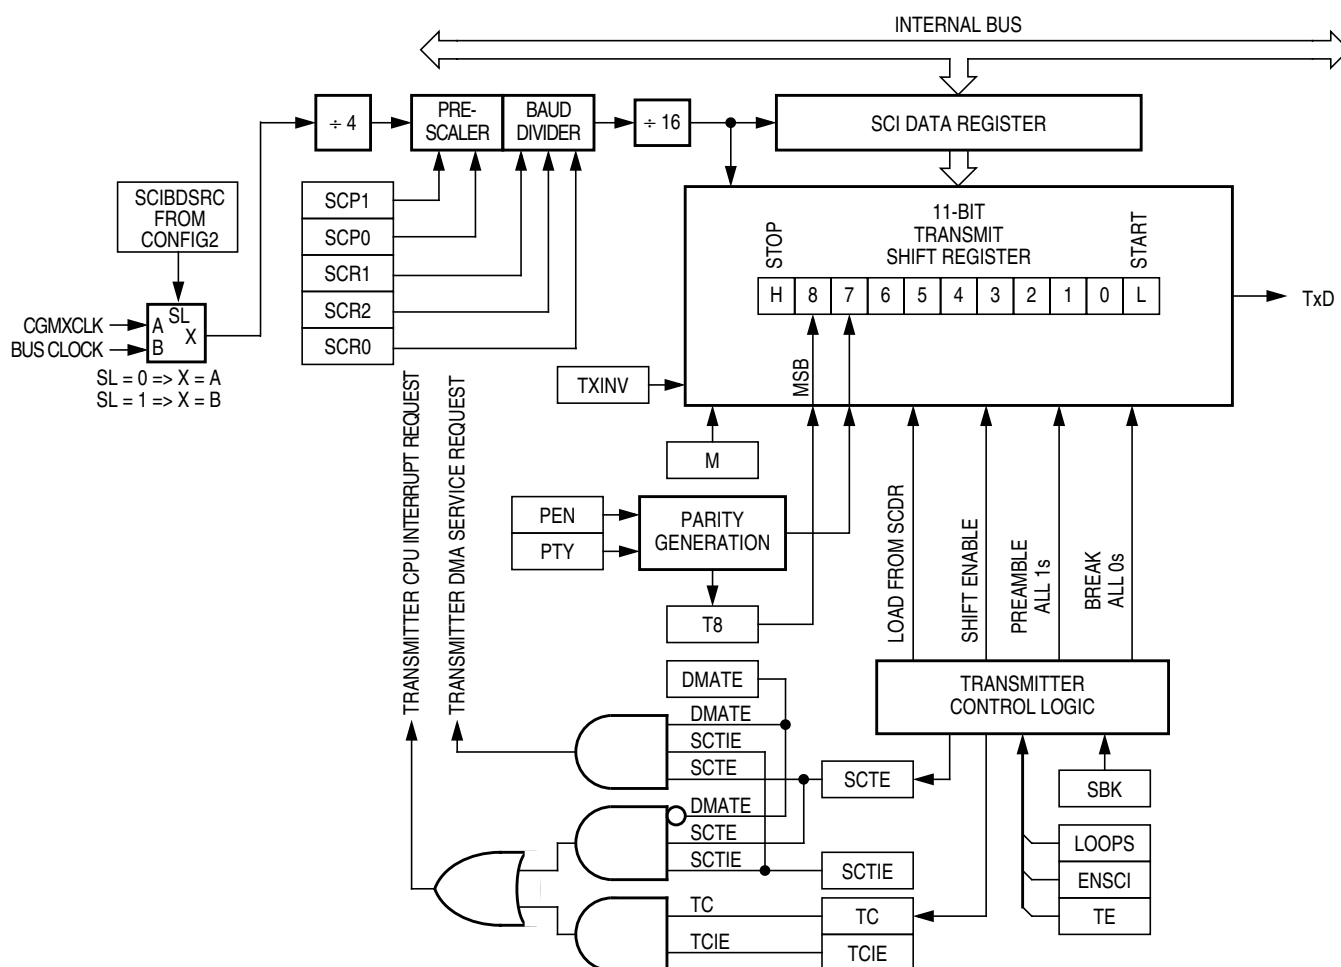 INTERNAL BUS
÷ 4
PRE-
SCALER
BAUD
DIVIDER
÷ 16
SCI DATA REGISTER
SCIBDSRC
FROM
CONFIG2
SCP1
SCP0
SCR1
SCR2
SCR0
SL
A
X
B
CGMXCLK
BUS CLOCK
SL = 0 => X = A
SL = 1 => X = B
11-BIT
TRANSMIT
SHIFT REGISTER
STOP
START
H 8 7 6 5 4 3 2 1 0 L
TxD
TXINV
MSB
M
PEN
PTY
PARITY
GENERATION
T8
TRANSMITTER CPU INTERRUPT REQUEST
TRANSMITTER DMA SERVICE REQUEST
LOAD FROM SCDR
SHIFT ENABLE
PREAMBLE
ALL 1s
BREAK
ALL 0s
TRANSMITTER
CONTROL LOGIC
DMATE
DMATE
SCTIE
SCTE
SCTE
SBK
DMATE
SCTE
SCTIE
SCTIE
LOOPS
ENSCI
TE
TC
TC
TCIE
TCIE